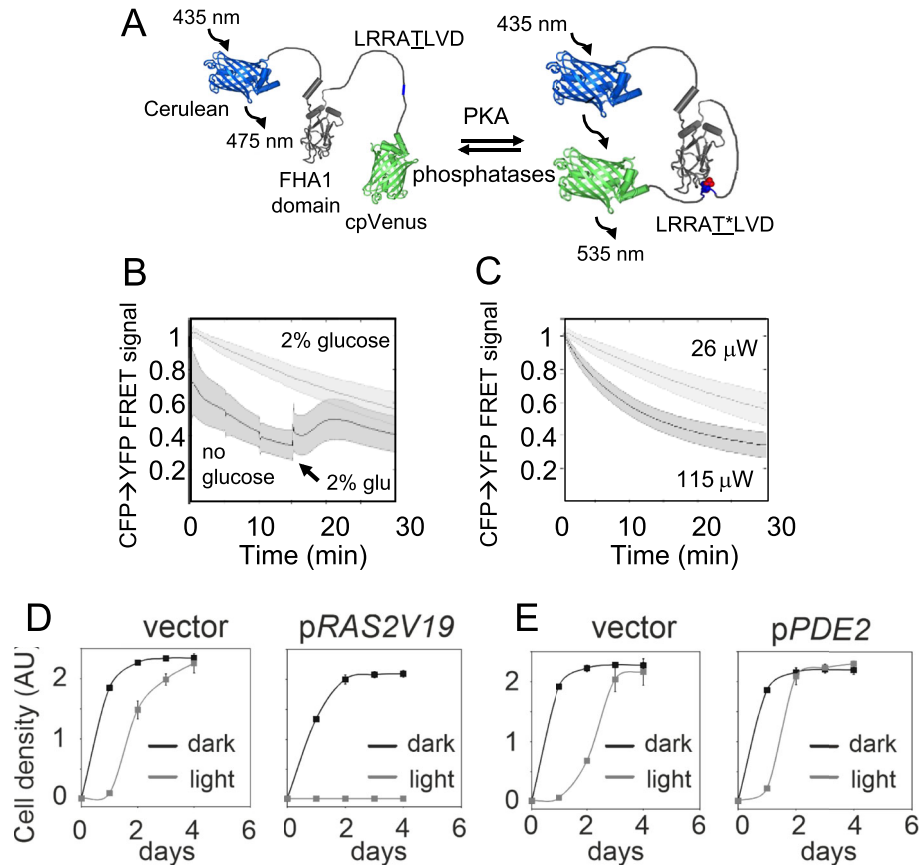 A
435 nm
LRRATLVD
435 nm
Cerulean
475 nm
FHA1
domain
cpVenus
PKA
phosphatases
LRRAT*LVD
535 nm
B
CFP→YFP FRET signal
1
0.8
0.6
0.4
0.2
2% glucose
no
glucose
2% glu
0 10 20 30
Time (min)
C
CFP→YFP FRET signal
1
0.8
0.6
0.4
0.2
26 µW
115 µW
0 10 20 30
Time (min)
D
vector
pRAS2V19
Cell density (AU)
2
1
0
dark
light
0 2 4 6
days
dark
light
0 2 4 6
days
E
vector
pPDE2
2
1
0
dark
light
0 2 4 6
days
dark
light
0 2 4 6
days